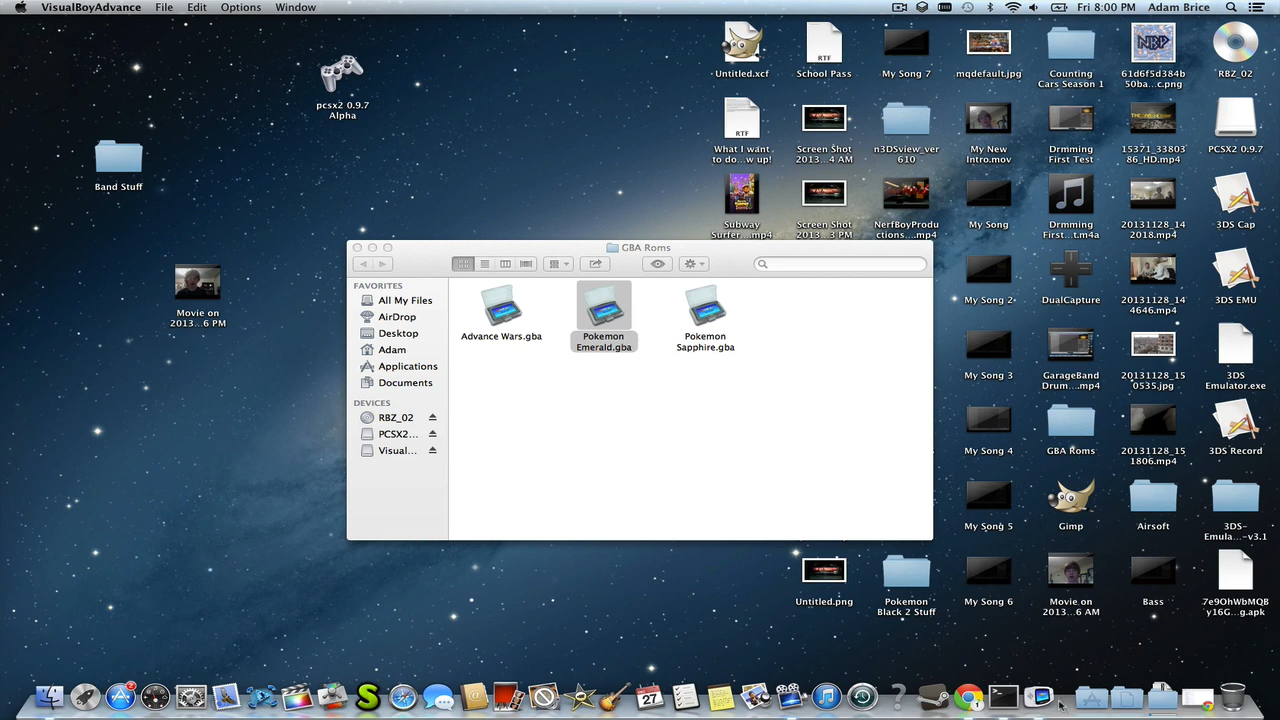 VisualBoyAdvance File Edit Options Window
Fri 8:00 PM Adam Brice
pcsx2 0.9.7
Alpha
Band Stuff
Movie on
2013...6 PM
Untitled.xcf
School Pass
My Song 7
mqdefault.jpg
Counting
Cars Season 1
61d6f5d384b
50ba...c.png
RBZ_02
RTF
RTF
What I want
to do...w up!
Screen Shot
2013...4 AM
n3DSview_ver
610
My New
Intro.mov
Drmming
First Test
15371_33803
86_HD.mp4
PCSX2 0.9.7
Subway
Surfer...mp4
Screen Shot
2013...3 PM
NerfBoyProdu
ctions...mp4
My Song
Drmming
First...t.m4a
20131128_14
2018.mp4
3DS Cap
GBA Roms
FAVORITES
All My Files
AirDrop
Desktop
Adam
Applications
Documents
DEVICES
RBZ_02
PCSX2...
Visual...
Advance Wars.gba
Pokemon
Emerald.gba
Pokemon
Sapphire.gba
My Song 2
DualCapture
20131128_14
4646.mp4
3DS EMU
My Song 3
GarageBand
Drum....mp4
20131128_15
0535.jpg
3DS
Emulator.exe
My Song 4
GBA Roms
20131128_15
1806.mp4
3DS Record
My Song 5
Gimp
Airsoft
3DS-
Emula...-v3.1
Untitled.png
Pokemon
Black 2 Stuff
My Song 6
Movie on
2013...6 AM
Bass
7e9OhWbMQB
y16G...g.apk
2
S
27
?
1